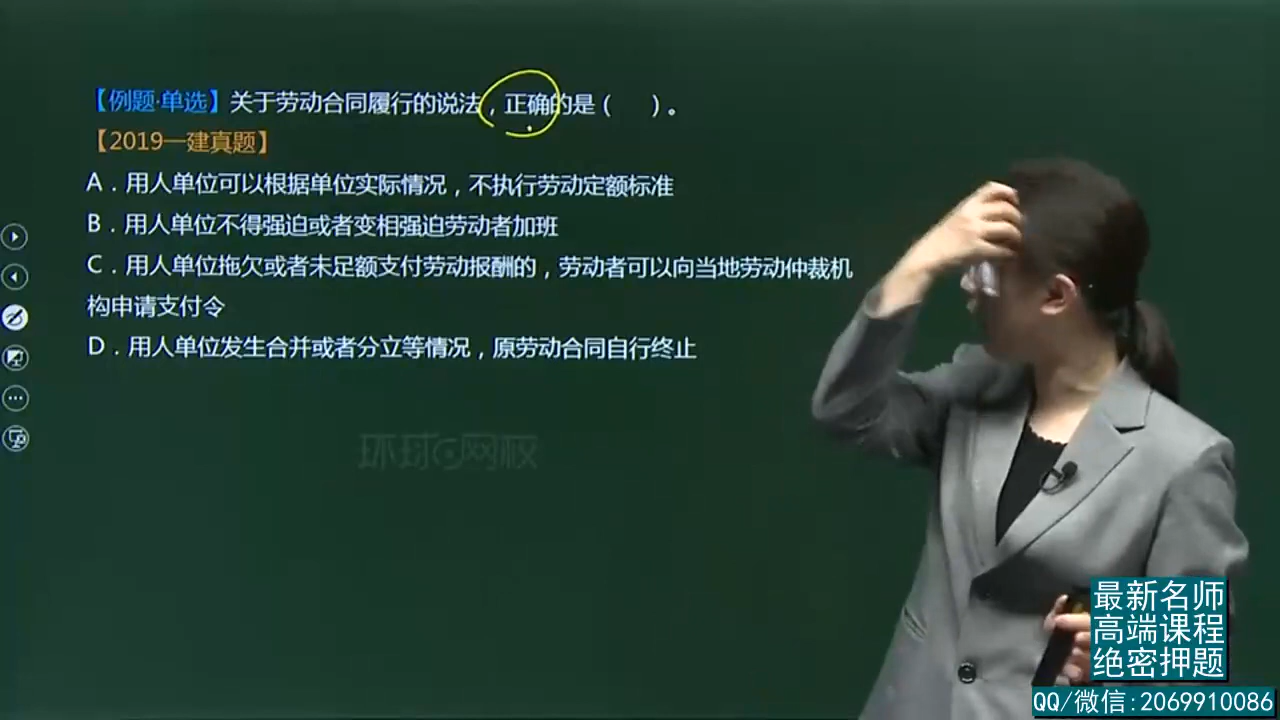 【例题·单选】关于劳动合同履行的说法，正确的是（ ）。
【2019一建真题】
A．用人单位可以根据单位实际情况，不执行劳动定额标准
B．用人单位不得强迫或者变相强迫劳动者加班
C．用人单位拖欠或者未足额支付劳动报酬的，劳动者可以向当地劳动仲裁机
构申请支付令
D．用人单位发生合并或者分立等情况，原劳动合同自行终止
环球网校
最新名师
高端课程
绝密押题
QQ/微信:2069910086